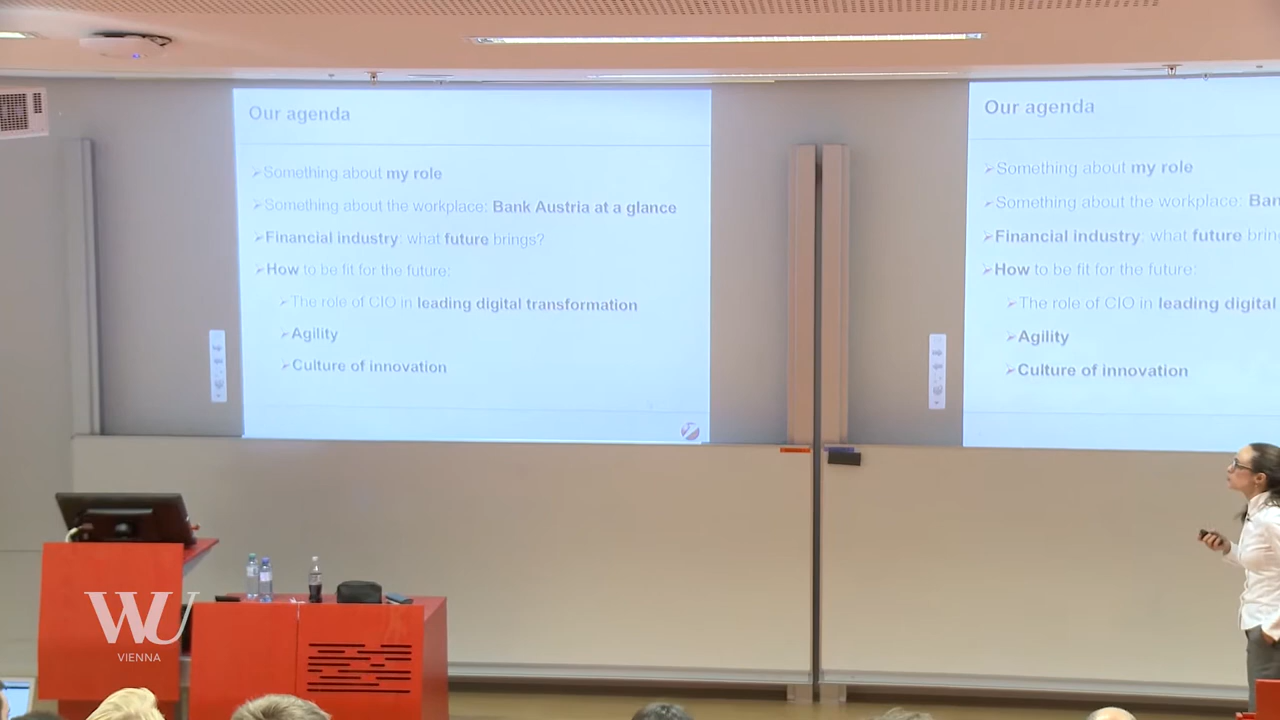 Our agenda
➢Something about my role
➢Something about the workplace: Bank Austria at a glance
➢Financial industry: what future brings?
➢How to be fit for the future:
➢The role of CIO in leading digital transformation
➢Agility
➢Culture of innovation
Our agenda
➢Something about my role
➢Something about the workplace: Ban
➢Financial industry: what future brin
➢How to be fit for the future:
➢The role of CIO in leading digital
➢Agility
➢Culture of innovation
WU
VIENNA